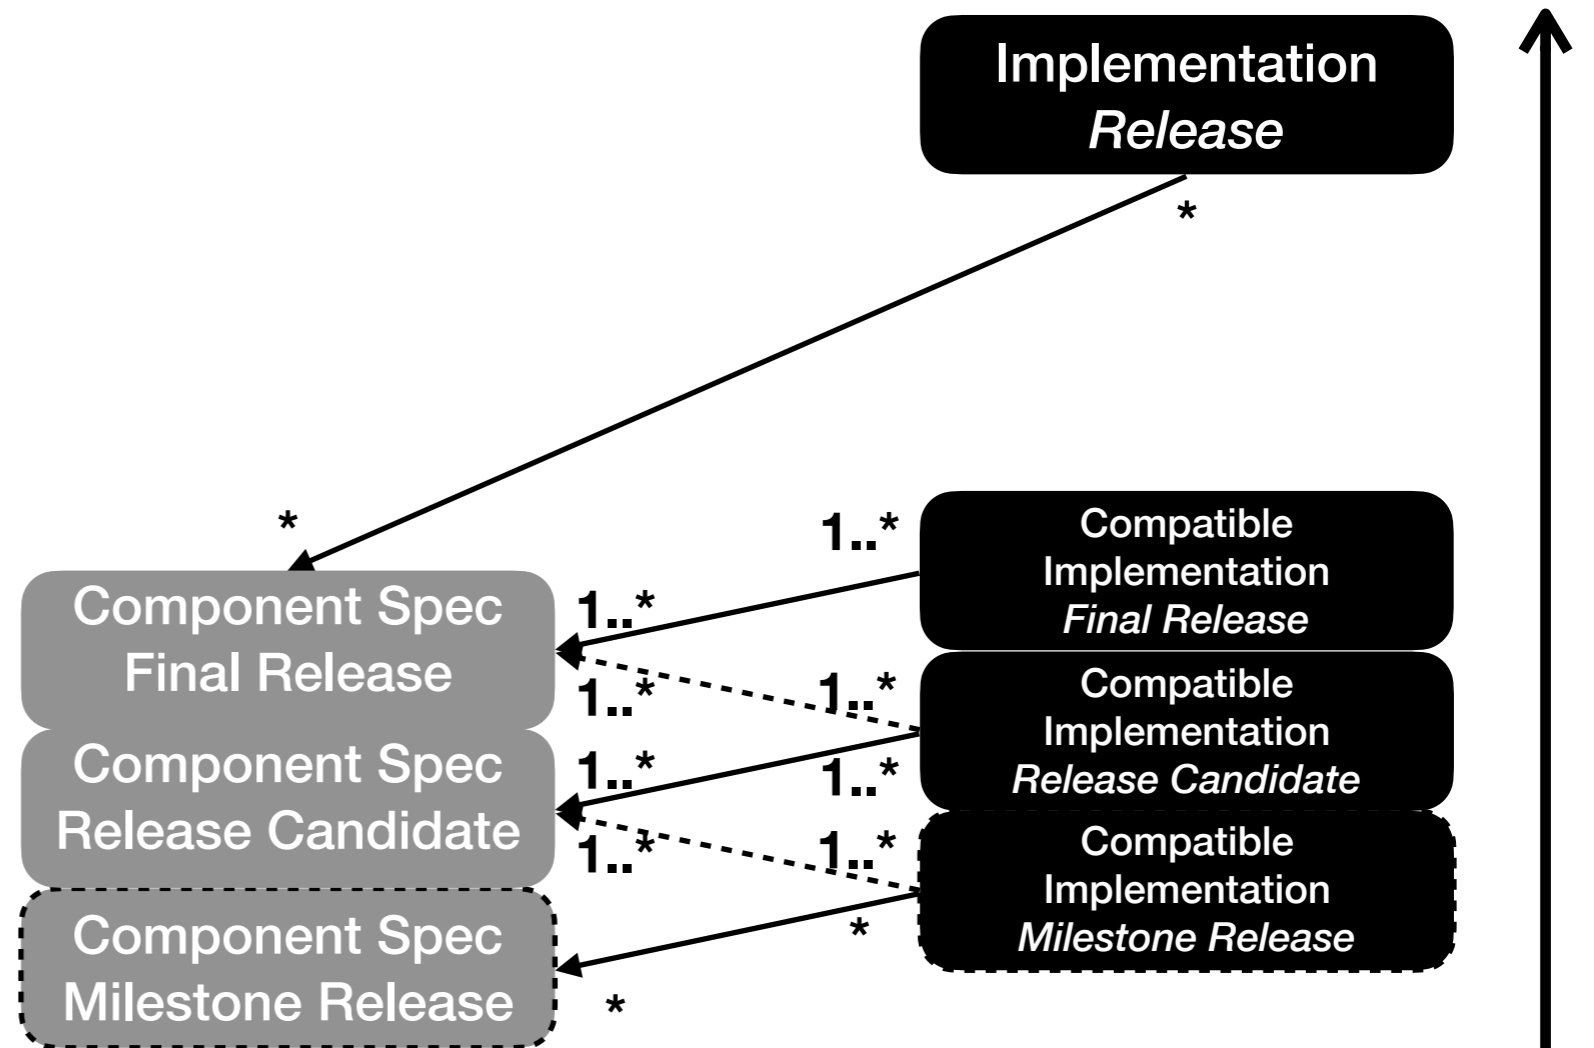 Implementation
Release
*
*
1..*
Compatible
Implementation
Final Release
Component Spec
Final Release
1..*
1..*
1..*
Compatible
Implementation
Release Candidate
Component Spec
Release Candidate
1..*
1..*
1..*
1..*
Compatible
Implementation
Milestone Release
Component Spec
Milestone Release
*
*